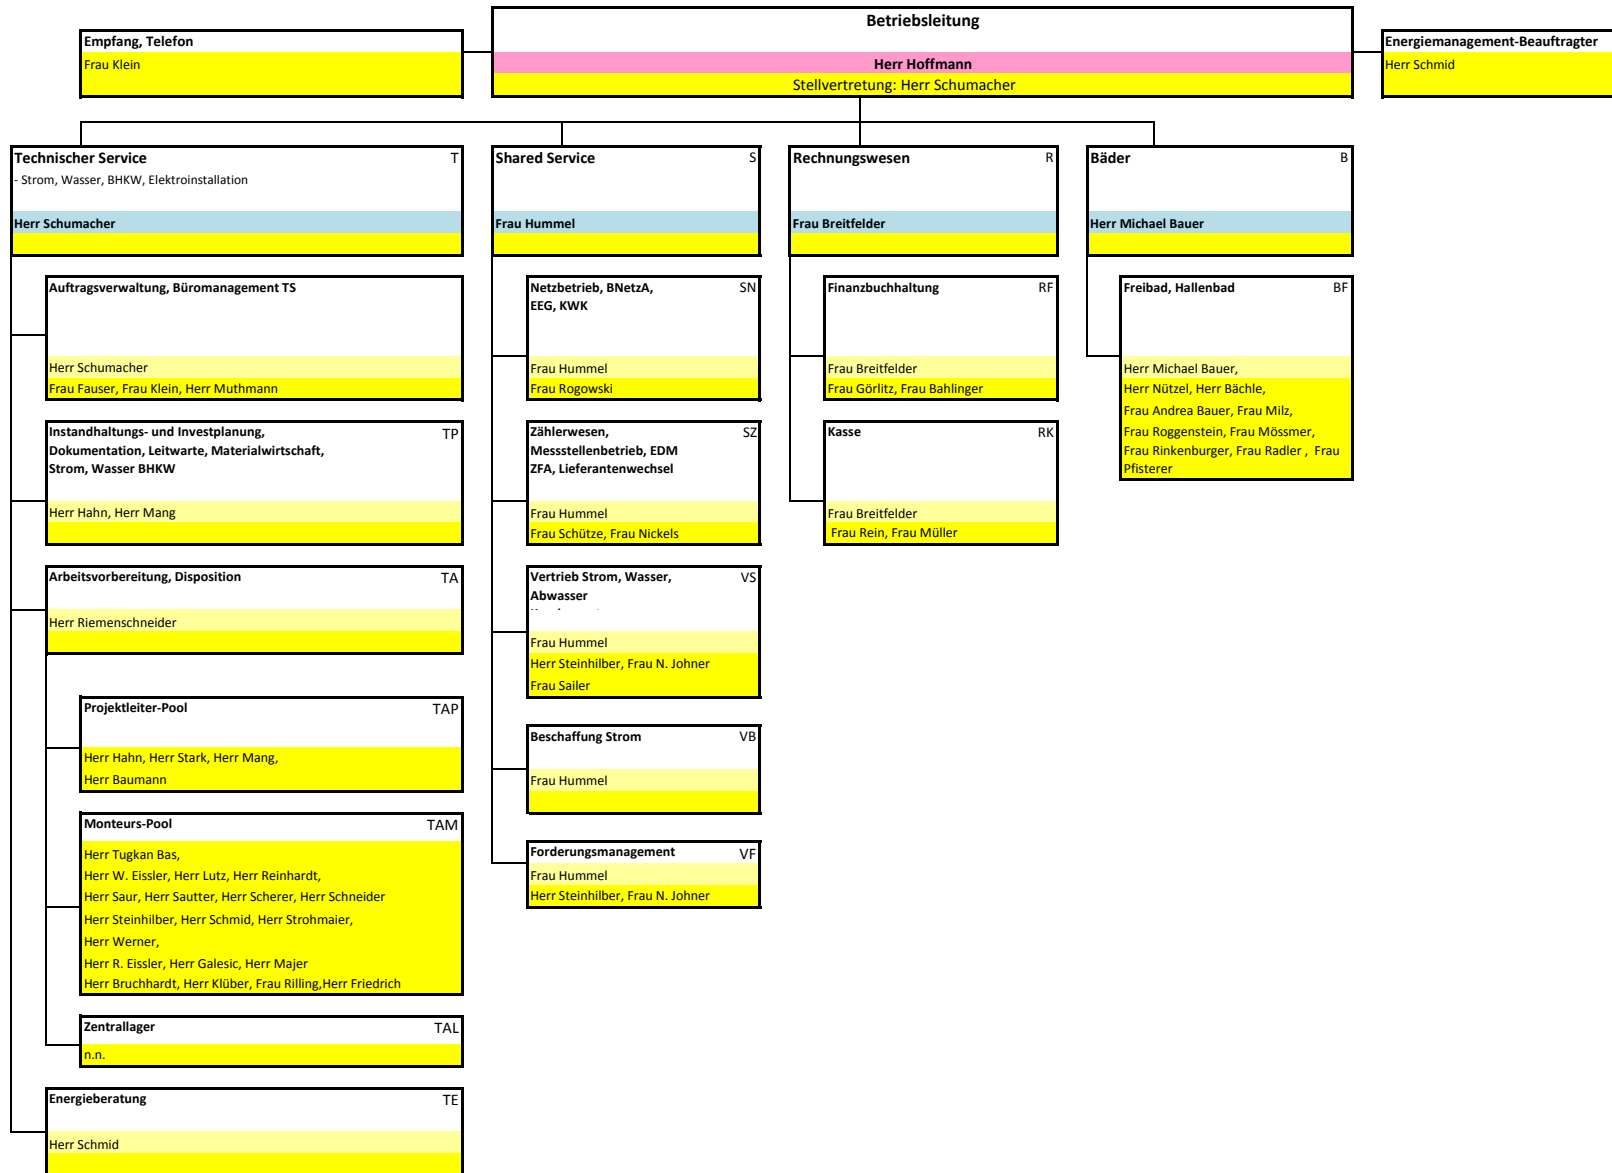 Betriebsleitung
Herr Hoffmann
Stellvertretung: Herr Schumacher
Empfang, Telefon
Frau Klein
Energiemanagement-Beauftragter
Herr Schmid
Technischer Service T
- Strom, Wasser, BHKW, Elektroinstallation
Herr Schumacher
Auftragsverwaltung, Büromanagement TS
Herr Schumacher
Frau Fauser, Frau Klein, Herr Muthmann
Instandhaltungs- und Investplanung, TP
Dokumentation, Leitwarte, Materialwirtschaft,
Strom, Wasser BHKW
Herr Hahn, Herr Mang
Arbeitsvorbereitung, Disposition TA
Herr Riemenschneider
Projektleiter-Pool TAP
Herr Hahn, Herr Stark, Herr Mang,
Herr Baumann
Monteurs-Pool TAM
Herr Tugkan Bas,
Herr W. Eissler, Herr Lutz, Herr Reinhardt,
Herr Saur, Herr Sautter, Herr Scherer, Herr Schneider
Herr Steinhilber, Herr Schmid, Herr Strohmaier,
Herr Werner,
Herr R. Eissler, Herr Galesic, Herr Majer
Herr Bruchhardt, Herr Klüber, Frau Rilling,Herr Friedrich
Zentrallager TAL
n.n.
Energieberatung TE
Herr Schmid
Shared Service S
Frau Hummel
Netzbetrieb, BNetzA, SN
EEG, KWK
Frau Hummel
Frau Rogowski
Zählerwesen, SZ
Messstellenbetrieb, EDM
ZFA, Lieferantenwechsel
Frau Hummel
Frau Schütze, Frau Nickels
Vertrieb Strom, Wasser, VS
Abwasser
Frau Hummel
Herr Steinhilber, Frau N. Johner
Frau Sailer
Beschaffung Strom VB
Frau Hummel
Forderungsmanagement VF
Frau Hummel
Herr Steinhilber, Frau N. Johner
Rechnungswesen R
Frau Breitfelder
Finanzbuchhaltung RF
Frau Breitfelder
Frau Görlitz, Frau Bahlinger
Kasse RK
Frau Breitfelder
Frau Rein, Frau Müller
Bäder B
Herr Michael Bauer
Freibad, Hallenbad BF
Herr Michael Bauer,
Herr Nützel, Herr Bächle,
Frau Andrea Bauer, Frau Milz,
Frau Roggenstein, Frau Mössmer,
Frau Rinkenburger, Frau Radler , Frau
Pfisterer